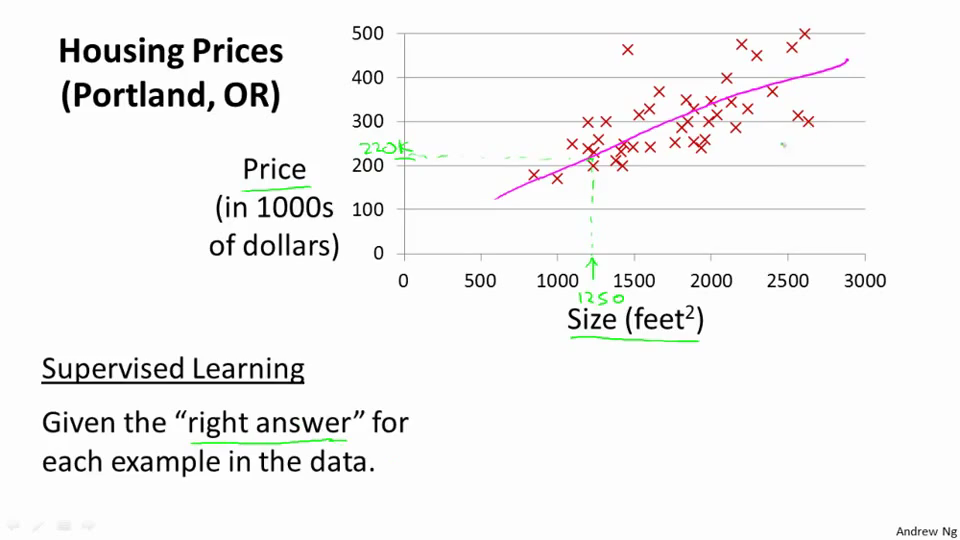 Housing Prices
(Portland, OR)
Price
(in 1000s
of dollars)
500
400
300
220K
200
100
0
0 500 1000 1500 2000 2500 3000
1250
Size (feet²)
Supervised Learning
Given the “right answer” for
each example in the data.
Andrew Ng